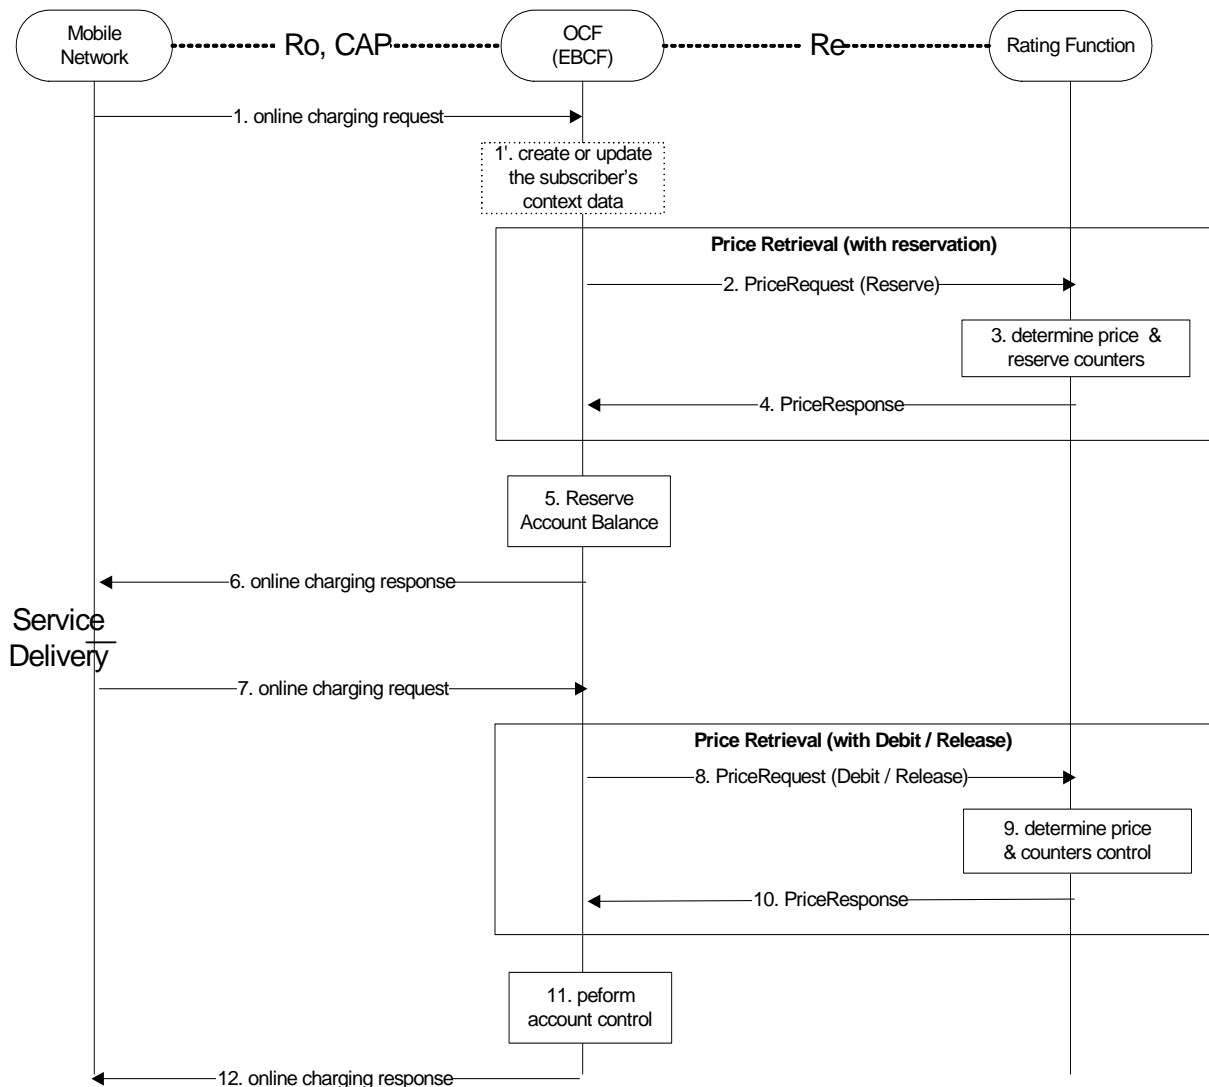 Mobile
Network
Ro, CAP
OCF
(EBCF)
Re
Rating Function
1. online charging request
1'. create or update
the subscriber's
context data
Price Retrieval (with reservation)
2. PriceRequest (Reserve)
3. determine price &
reserve counters
4. PriceResponse
5. Reserve
Account Balance
6. online charging response
Service
Delivery
7. online charging request
Price Retrieval (with Debit / Release)
8. PriceRequest (Debit / Release)
9. determine price
& counters control
10. PriceResponse
11. peform
account control
12. online charging response